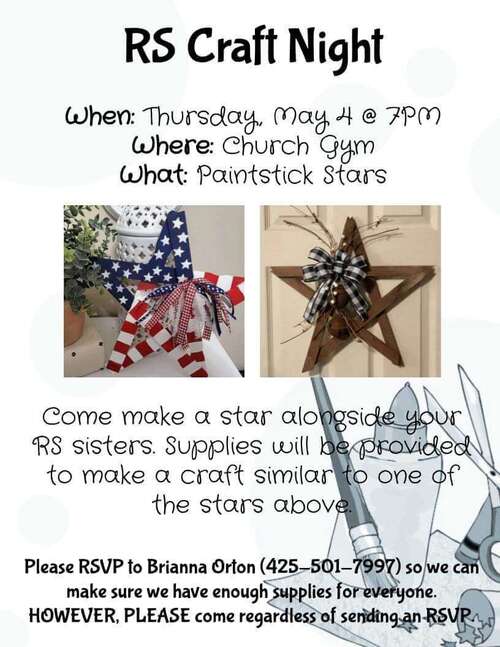 RS Craft Night
When: Thursday, May 4 @ 7PM
Where: Church Gym
What: Paintstick Stars
Come make a star alongside your
RS sisters. Supplies will be provided
to make a craft similar to one of
the stars above.
Please RSVP to Brianna Orton (425-501-7997) so we can
make sure we have enough supplies for everyone.
HOWEVER, PLEASE come regardless of sending an RSVP.